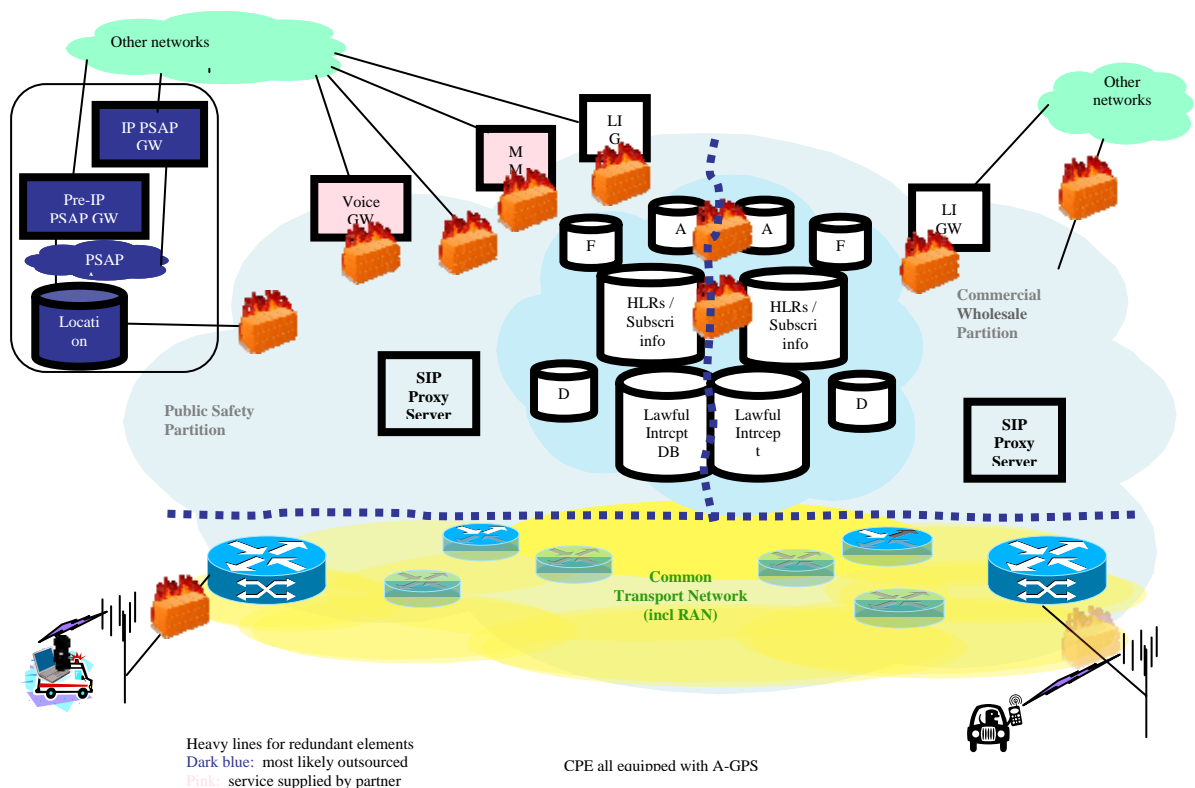 Other networks
IP PSAP
GW
Pre-IP
PSAP GW
PSAP
Locati
on
Voice
GW
M
M
LI
G
Other
networks
LI
GW
F
A
A
F
HLRs /
Subscri
info
HLRs /
Subscri
info
Commercial
Wholesale
Partition
SIP
Proxy
Server
D
Lawful
Intrcpt
DB
Lawful
Intrcep
t
D
Public Safety
Partition
SIP
Proxy
Server
Common
Transport Network
(incl RAN)
Heavy lines for redundant elements
Dark blue: most likely outsourced
Pink: service supplied by partner
CPE all equipped with A-GPS